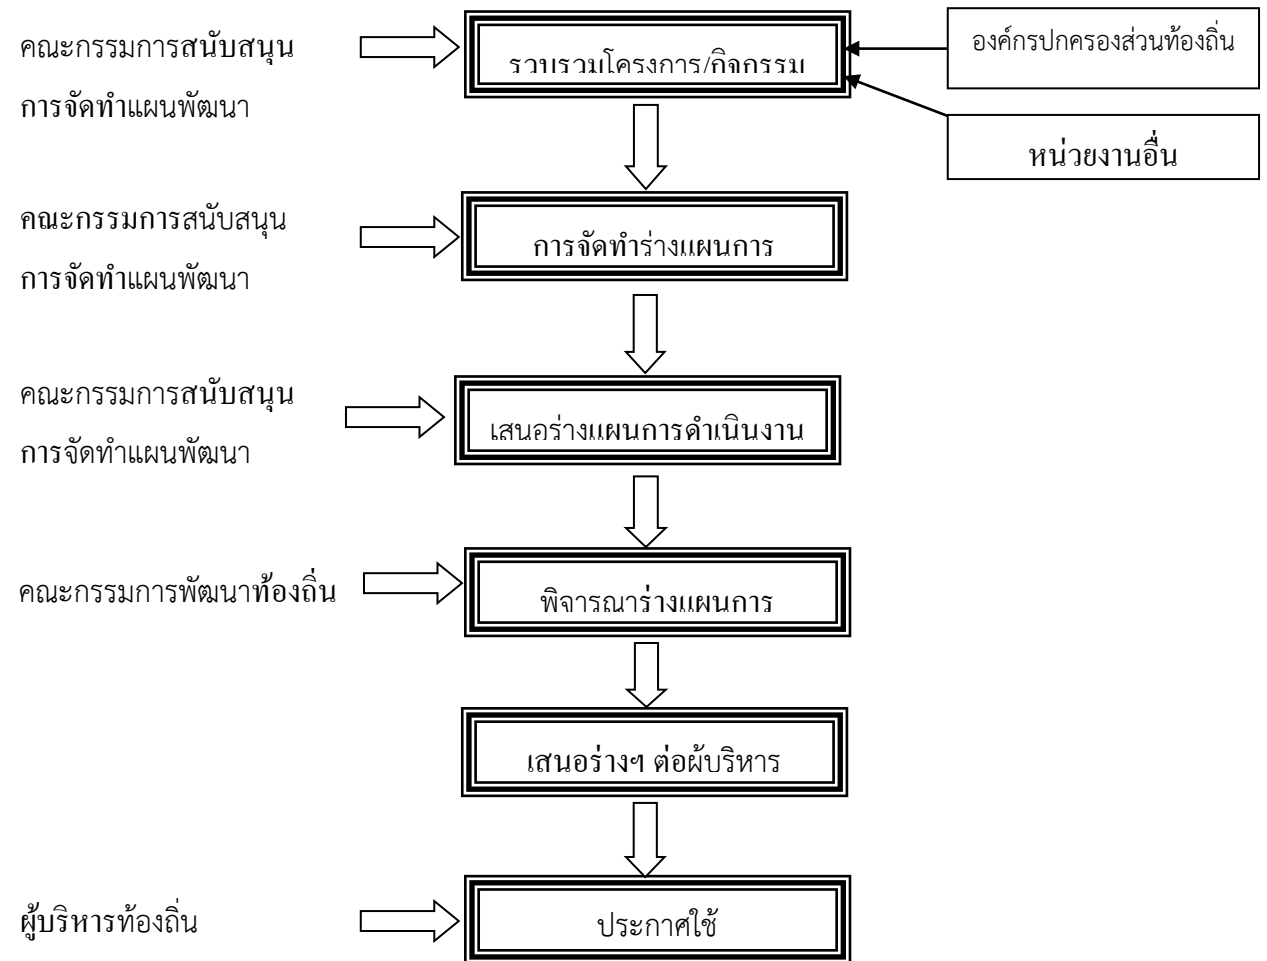 คณะกรรมการสนับสนุน
การจัดทำแผนพัฒนา
รวบรวมโครงการ/กิจกรรม
องค์กรปกครองส่วนท้องถิ่น
หน่วยงานอื่น
คณะกรรมการสนับสนุน
การจัดทำแผนพัฒนา
การจัดทำร่างแผนการ
คณะกรรมการสนับสนุน
การจัดทำแผนพัฒนา
เสนอร่างแผนการดำเนินงาน
คณะกรรมการพัฒนาท้องถิ่น
พิจารณาร่างแผนการ
เสนอร่างฯ ต่อผู้บริหาร
ผู้บริหารท้องถิ่น
ประกาศใช้